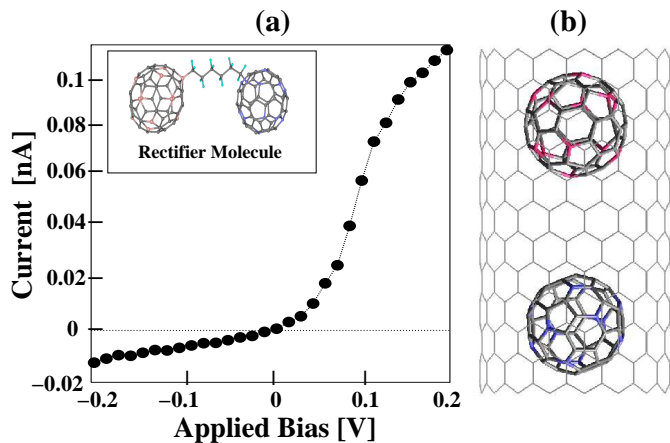 (a)
(b)
Rectifier Molecule
Current [nA]
0.1
0.08
0.06
0.04
0.02
0
−0.02
−0.2
−0.1
0
0.1
0.2
Applied Bias [V]